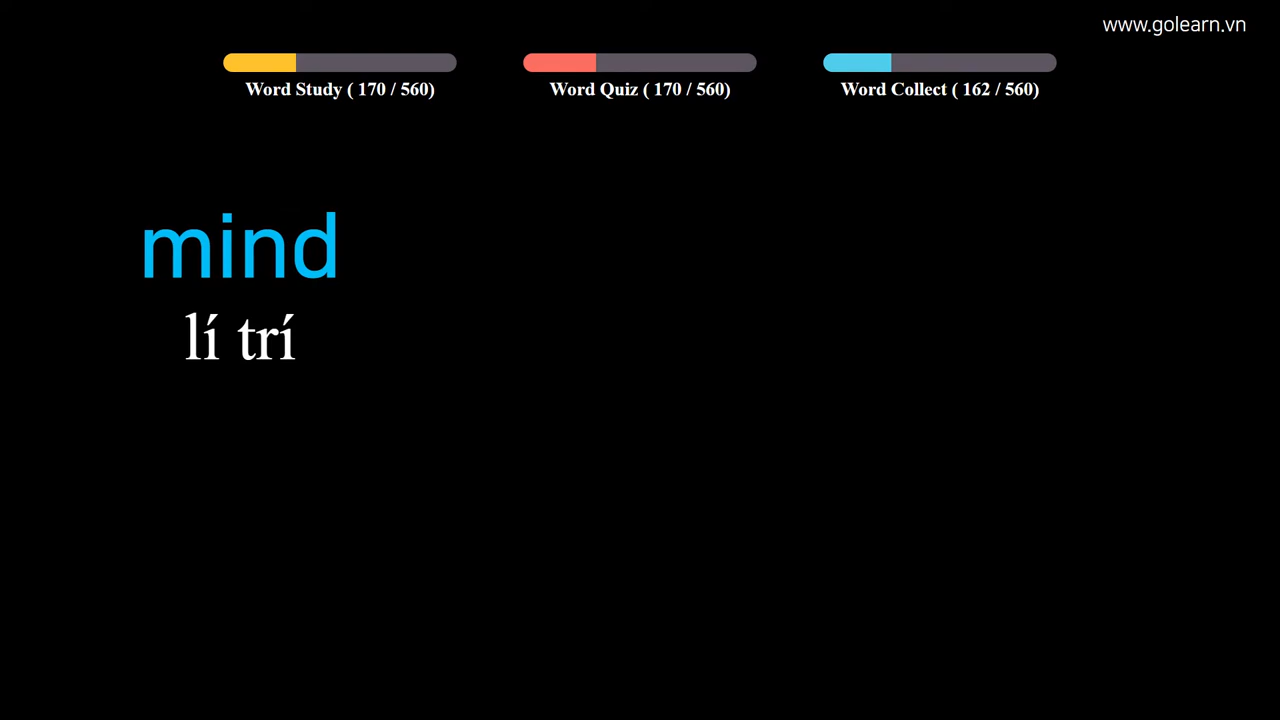 www.golearn.vn
Word Study ( 170 / 560)
Word Quiz ( 170 / 560)
Word Collect ( 162 / 560)
mind
lí trí